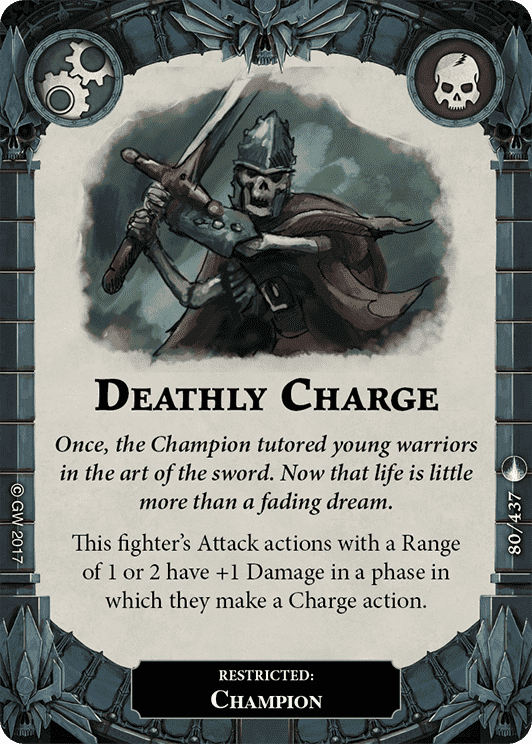 Deathly Charge
Once, the Champion tutored young warriors
in the art of the sword. Now that life is little
more than a fading dream.
This fighter's Attack actions with a Range
of 1 or 2 have +1 Damage in a phase in
which they make a Charge action.
© GW 2017
80/437
RESTRICTED:
Champion